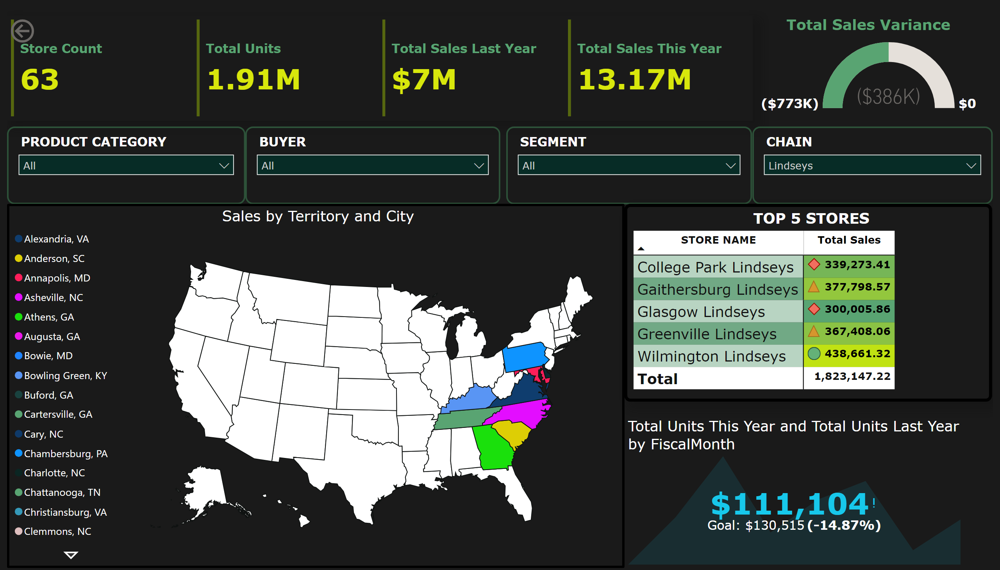 Store Count
63
Total Units
1.91M
Total Sales Last Year
$7M
Total Sales This Year
13.17M
Total Sales Variance
($386K)
($773K)
$0
PRODUCT CATEGORY
All
BUYER
All
SEGMENT
All
CHAIN
Lindseys
Sales by Territory and City
Alexandria, VA
Anderson, SC
Annapolis, MD
Asheville, NC
Athens, GA
Augusta, GA
Bowie, MD
Bowling Green, KY
Buford, GA
Cartersville, GA
Cary, NC
Chambersburg, PA
Charlotte, NC
Chattanooga, TN
Christiansburg, VA
Clemmons, NC
TOP 5 STORES
STORE NAME Total Sales
College Park Lindseys 339,273.41
Gaithersburg Lindseys 377,798.57
Glasgow Lindseys 300,005.86
Greenville Lindseys 367,408.06
Wilmington Lindseys 438,661.32
Total 1,823,147.22
Total Units This Year and Total Units Last Year
by FiscalMonth
$111,104!
Goal: $130,515 (-14.87%)